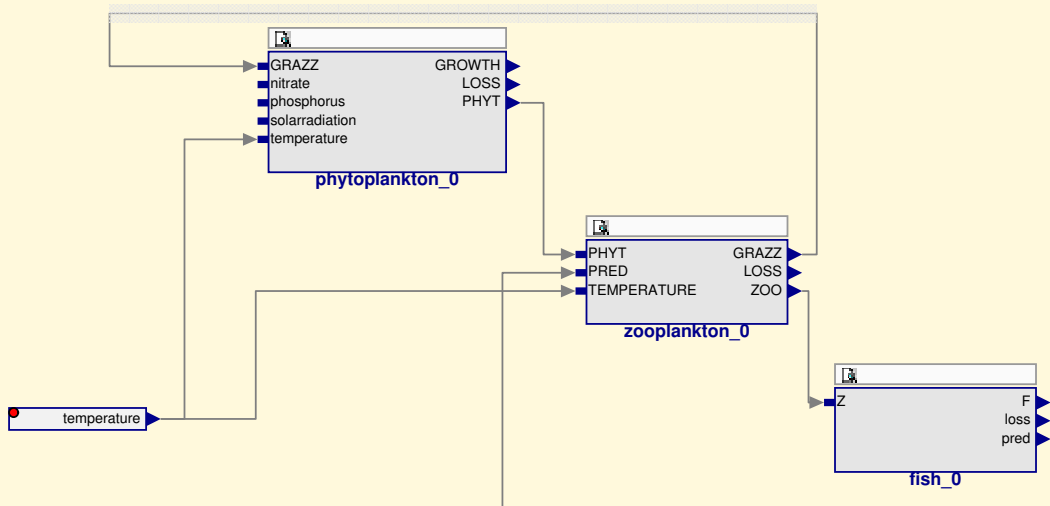 GRAZZ GROWTH
nitrate LOSS
phosphorus PHYT
solarradiation
temperature
phytoplankton_0
PHYT GRAZZ
PRED LOSS
TEMPERATURE ZOO
zooplankton_0
temperature
Z F
loss
pred
fish_0